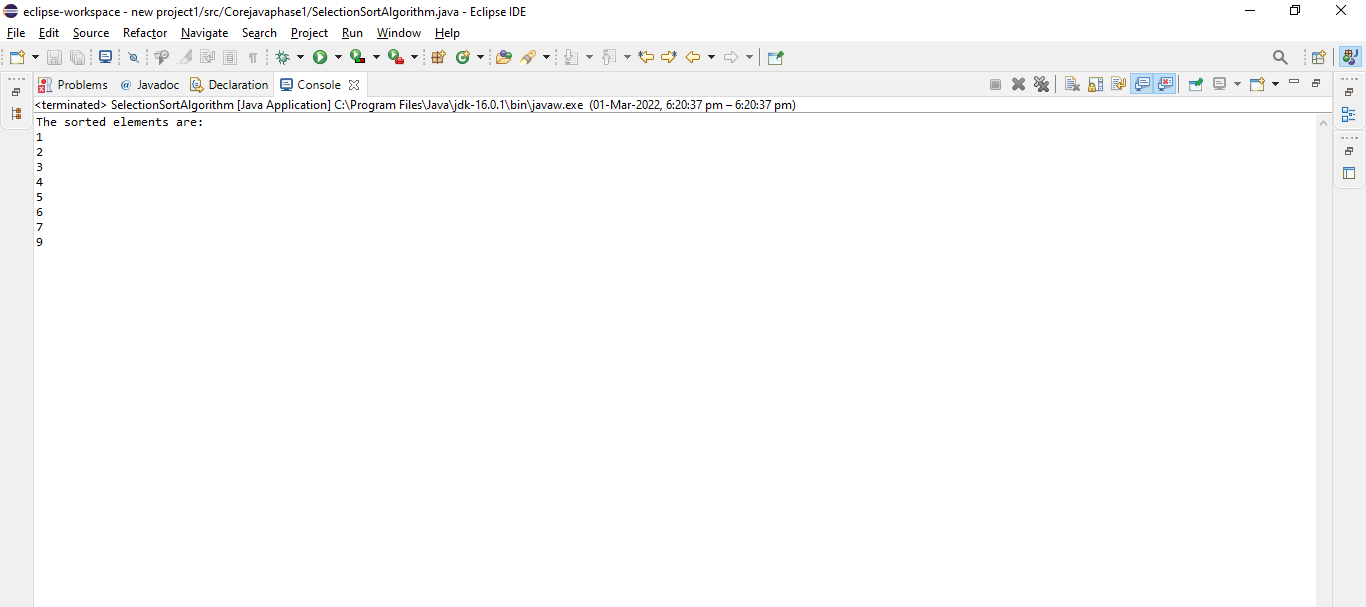 eclipse-workspace - new project1/src/Corejavaphase1/SelectionSortAlgorithm.java - Eclipse IDE
File Edit Source Refactor Navigate Search Project Run Window Help
Problems @ Javadoc Declaration Console
<terminated> SelectionSortAlgorithm [Java Application] C:\Program Files\Java\jdk-16.0.1\bin\javaw.exe (01-Mar-2022, 6:20:37 pm – 6:20:37 pm)
The sorted elements are:
1
2
3
4
5
6
7
9